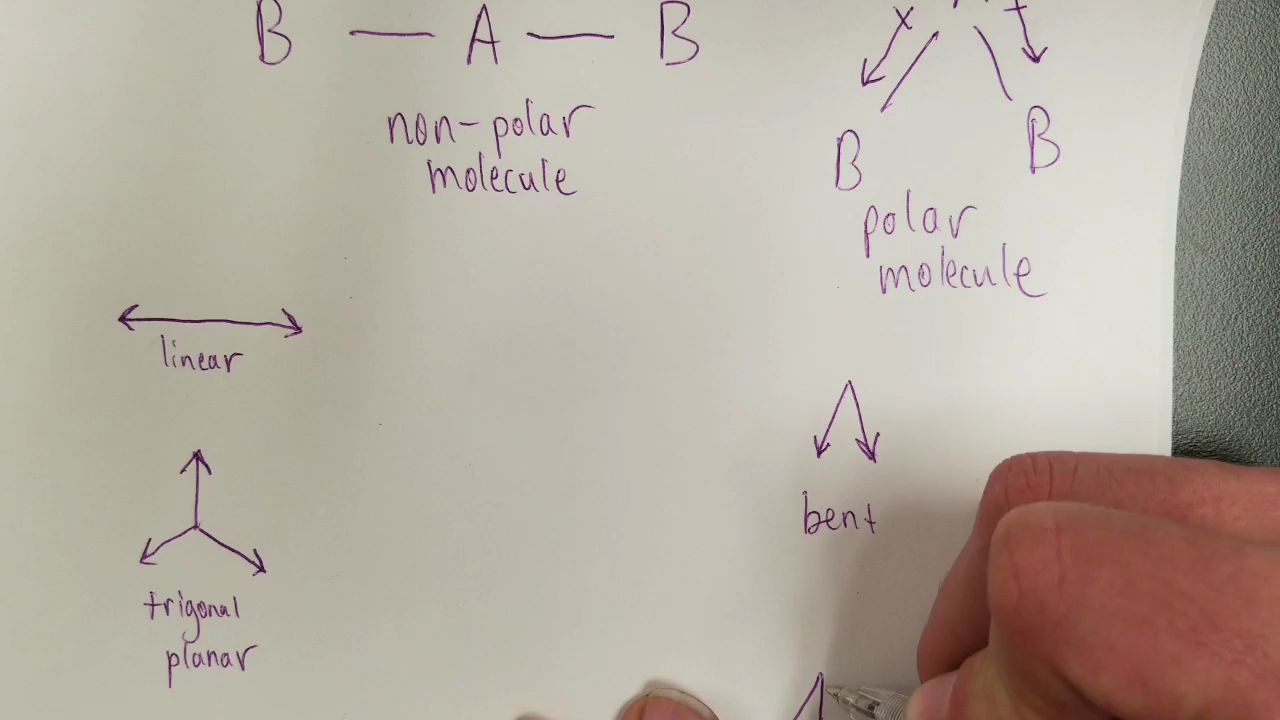 B — A — B
non-polar
molecule
B
B
polar
molecule
linear
bent
trigonal
planar